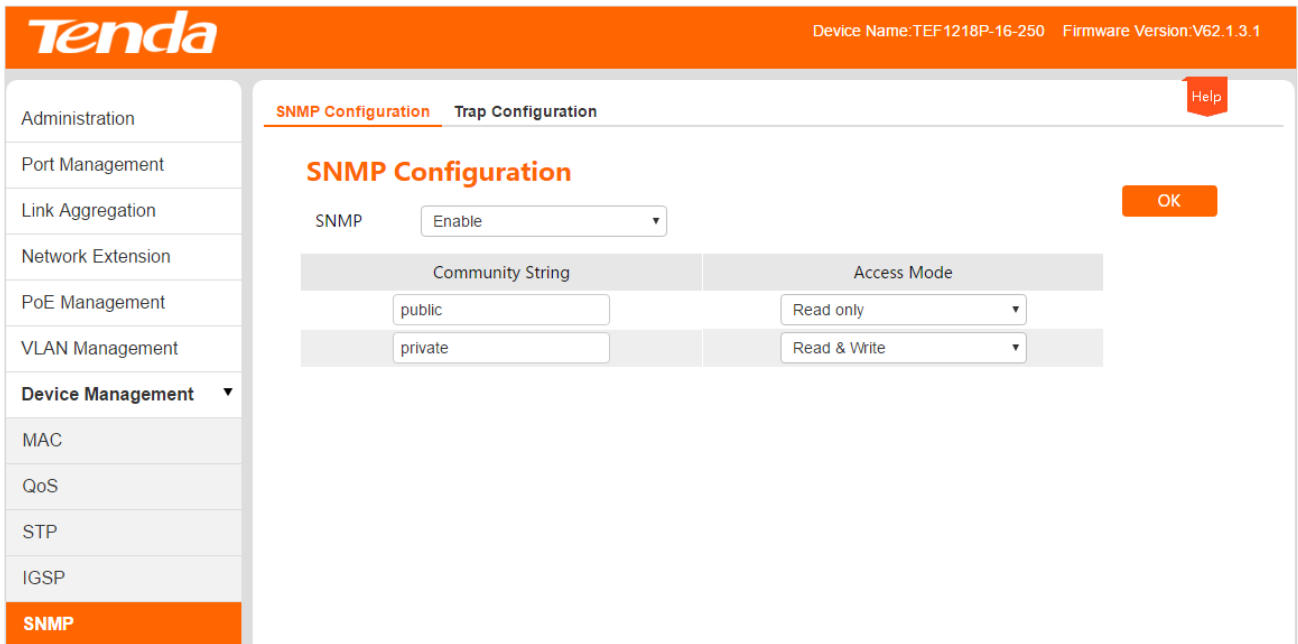 Tenda
Device Name:TEF1218P-16-250 Firmware Version:V62.1.3.1
Administration
Port Management
Link Aggregation
Network Extension
PoE Management
VLAN Management
Device Management
MAC
QoS
STP
IGSP
SNMP
SNMP Configuration Trap Configuration
Help
SNMP Configuration
OK
SNMP Enable
Community String Access Mode
public Read only
private Read & Write